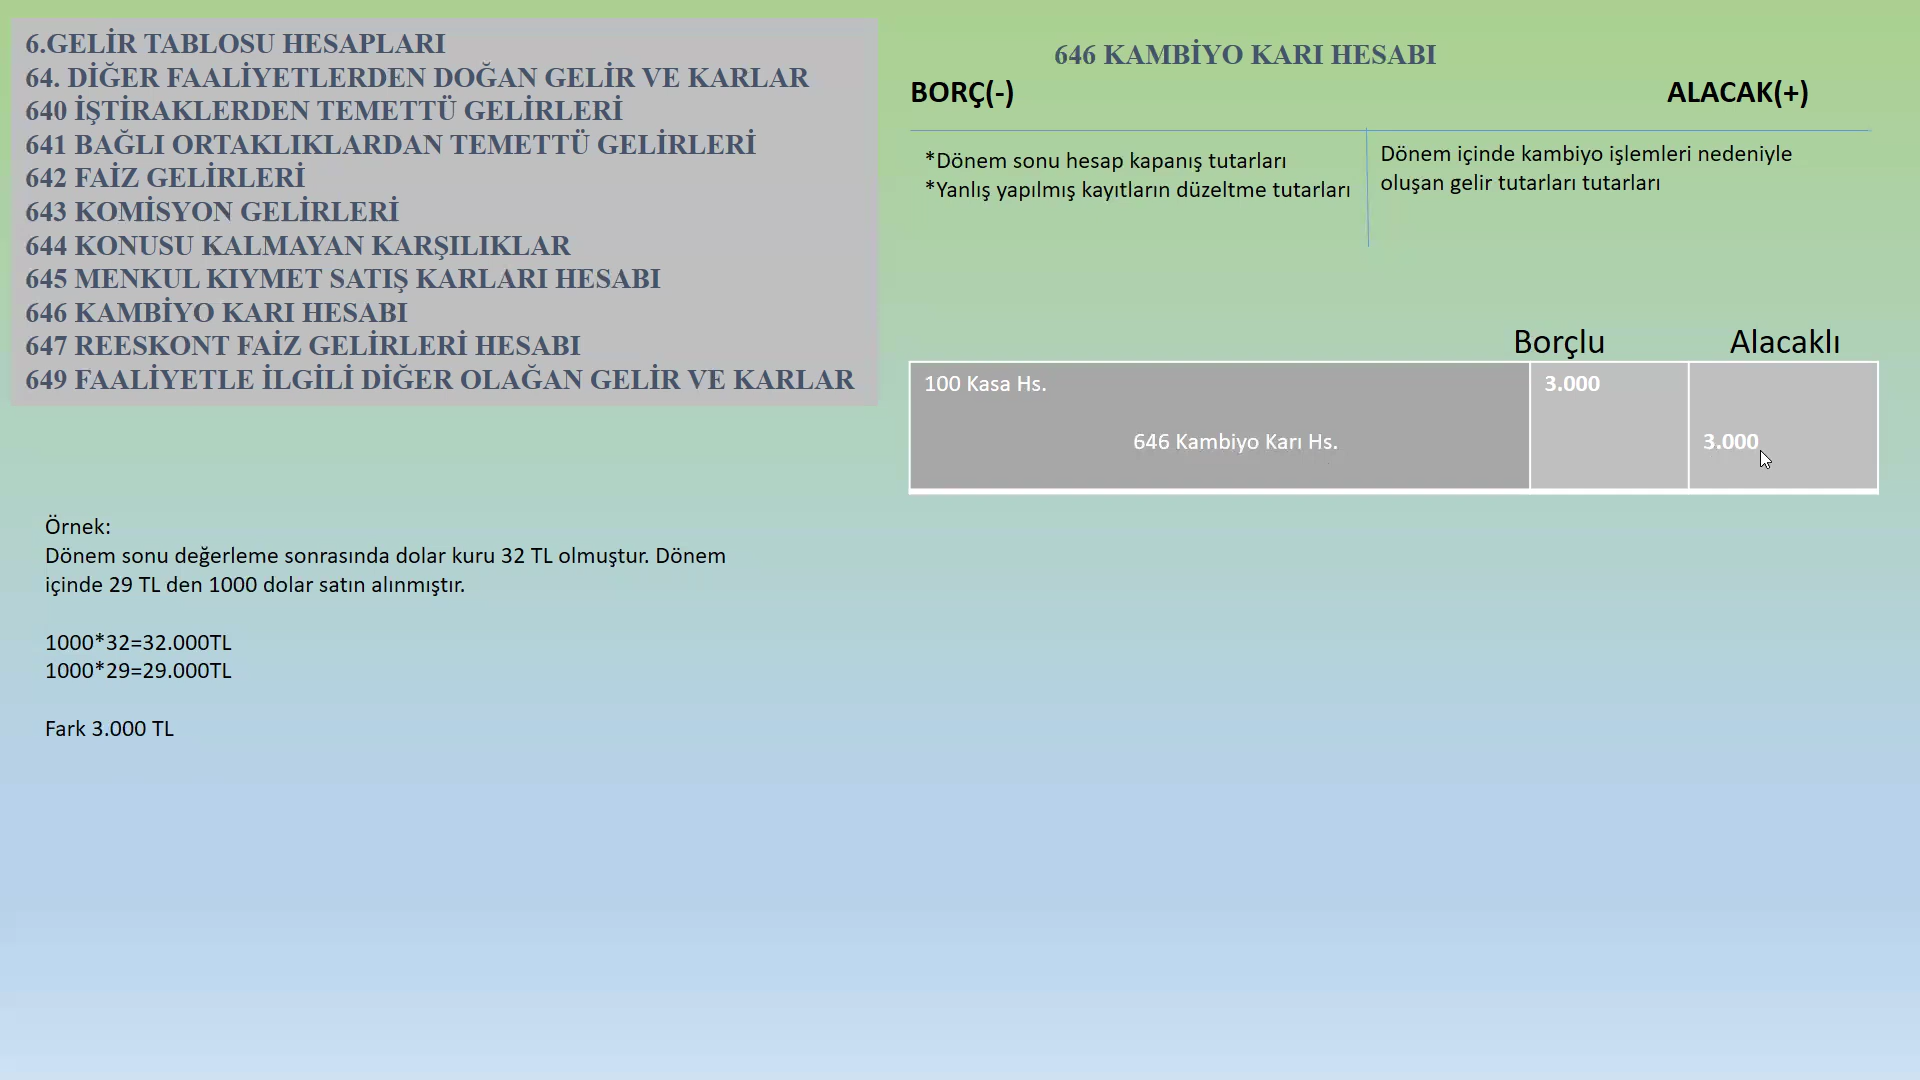 6.GELİR TABLOSU HESAPLARI
64. DİĞER FAALİYETLERDEN DOĞAN GELİR VE KARLAR
640 İŞTİRAKLERDEN TEMETTÜ GELİRLERİ
641 BAĞLI ORTAKLIKLARDAN TEMETTÜ GELİRLERİ
642 FAİZ GELİRLERİ
643 KOMİSYON GELİRLERİ
644 KONUSU KALMAYAN KARŞILIKLAR
645 MENKUL KIYMET SATIŞ KARLARI HESABI
646 KAMBİYO KARI HESABI
647 REESKONT FAİZ GELİRLERİ HESABI
649 FAALİYETLE İLGİLİ DİĞER OLAĞAN GELİR VE KARLAR
646 KAMBİYO KARI HESABI
BORÇ(-) ALACAK(+)
*Dönem sonu hesap kapanış tutarları
*Yanlış yapılmış kayıtların düzeltme tutarları
Dönem içinde kambiyo işlemleri nedeniyle
oluşan gelir tutarları tutarları
Borçlu Alacaklı
100 Kasa Hs. 3.000
646 Kambiyo Karı Hs. 3.000
Örnek:
Dönem sonu değerleme sonrasında dolar kuru 32 TL olmuştur. Dönem
içinde 29 TL den 1000 dolar satın alınmıştır.
1000*32=32.000TL
1000*29=29.000TL
Fark 3.000 TL